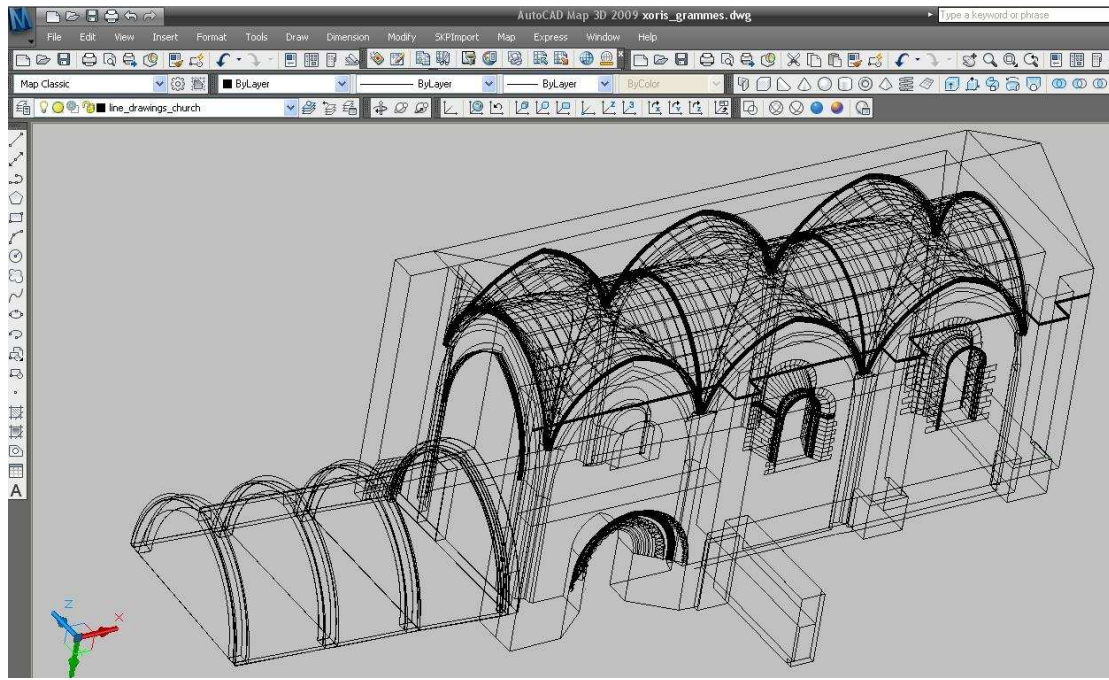 AutoCAD Map 3D 2009 xoris_grammes.dwg
Type a keyword or phrase
File Edit View Insert Format Tools Draw Dimension Modify SKPImport Map Express Window Help
Map Classic ByLayer ByLayer ByLayer ByColor
line_drawings_church
A
Z
X